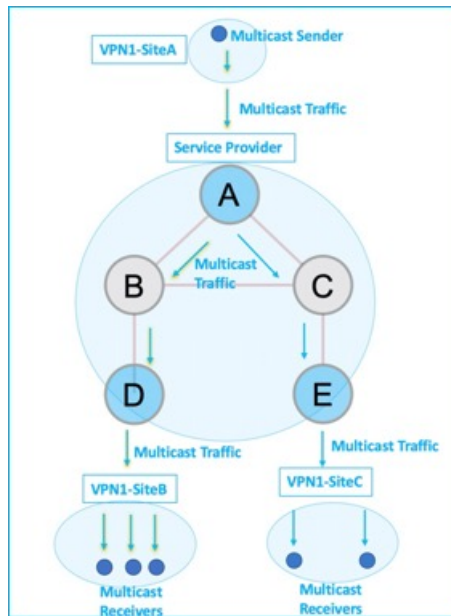 Multicast Sender
VPN1-SiteA
Multicast Traffic
Service Provider
A
Multicast
Traffic
B
C
D
E
Multicast Traffic
Multicast Traffic
VPN1-SiteB
VPN1-SiteC
Multicast
Receivers
Multicast
Receivers